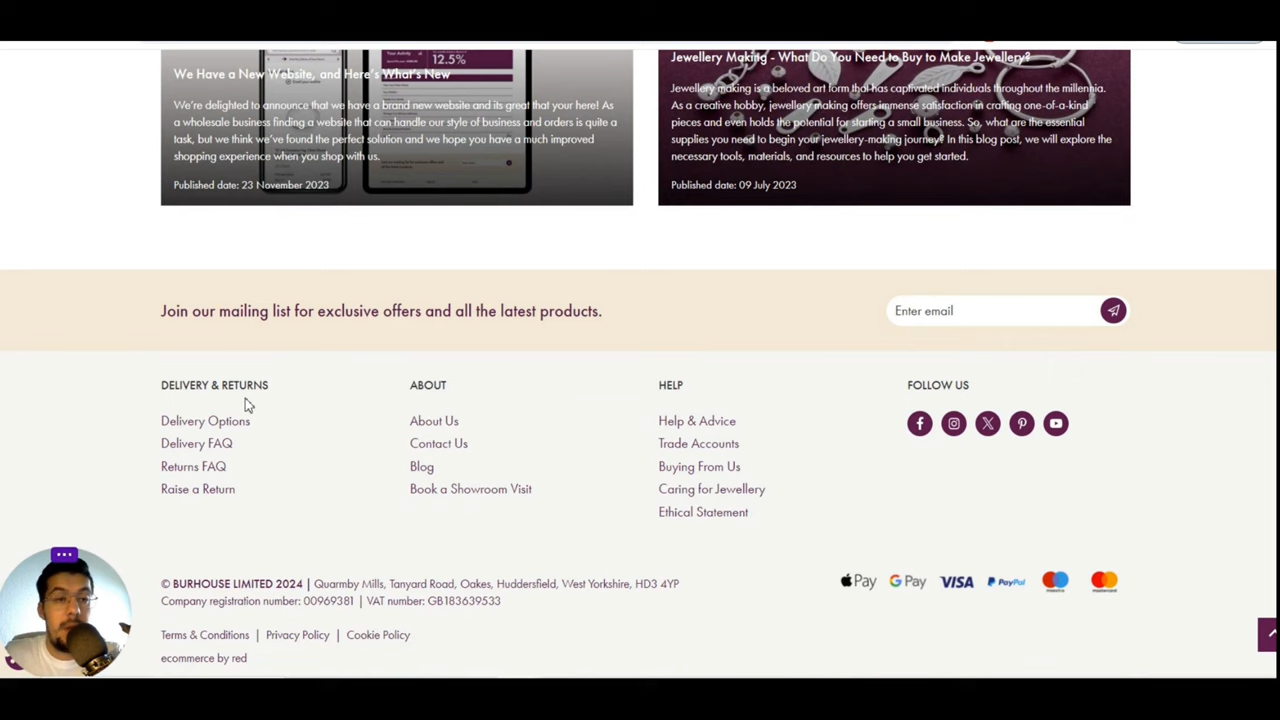 We Have a New Website, and Here's What's New
We're delighted to announce that we have a brand new website and its great that your here! As
a wholesale business finding a website that can handle our style of business and orders is quite a
task, but we think we've found the perfect solution and we hope you have a much improved
shopping experience when you shop with us.
Published date: 23 November 2023
12.5%
Jewellery Making - What Do You Need to Buy to Make Jewellery?
Jewellery making is a beloved art form that has captivated individuals throughout the millennia.
As a creative hobby, jewellery making offers immense satisfaction in crafting one-of-a-kind
pieces and even holds the potential for starting a small business. So, what are the essential
supplies you need to begin your jewellery-making journey? In this blog post, we will explore the
necessary tools, materials, and resources to help you get started.
Published date: 09 July 2023
Join our mailing list for exclusive offers and all the latest products.
Enter email
DELIVERY & RETURNS
Delivery Options
Delivery FAQ
Returns FAQ
Raise a Return
ABOUT
About Us
Contact Us
Blog
Book a Showroom Visit
HELP
Help & Advice
Trade Accounts
Buying From Us
Caring for Jewellery
Ethical Statement
FOLLOW US
© BURHOUSE LIMITED 2024 | Quarmby Mills, Tanyard Road, Oakes, Huddersfield, West Yorkshire, HD3 4YP
Company registration number: 00969381 | VAT number: GB183639533
Pay G Pay VISA PayPal maestro mastercard
Terms & Conditions | Privacy Policy | Cookie Policy
ecommerce by red